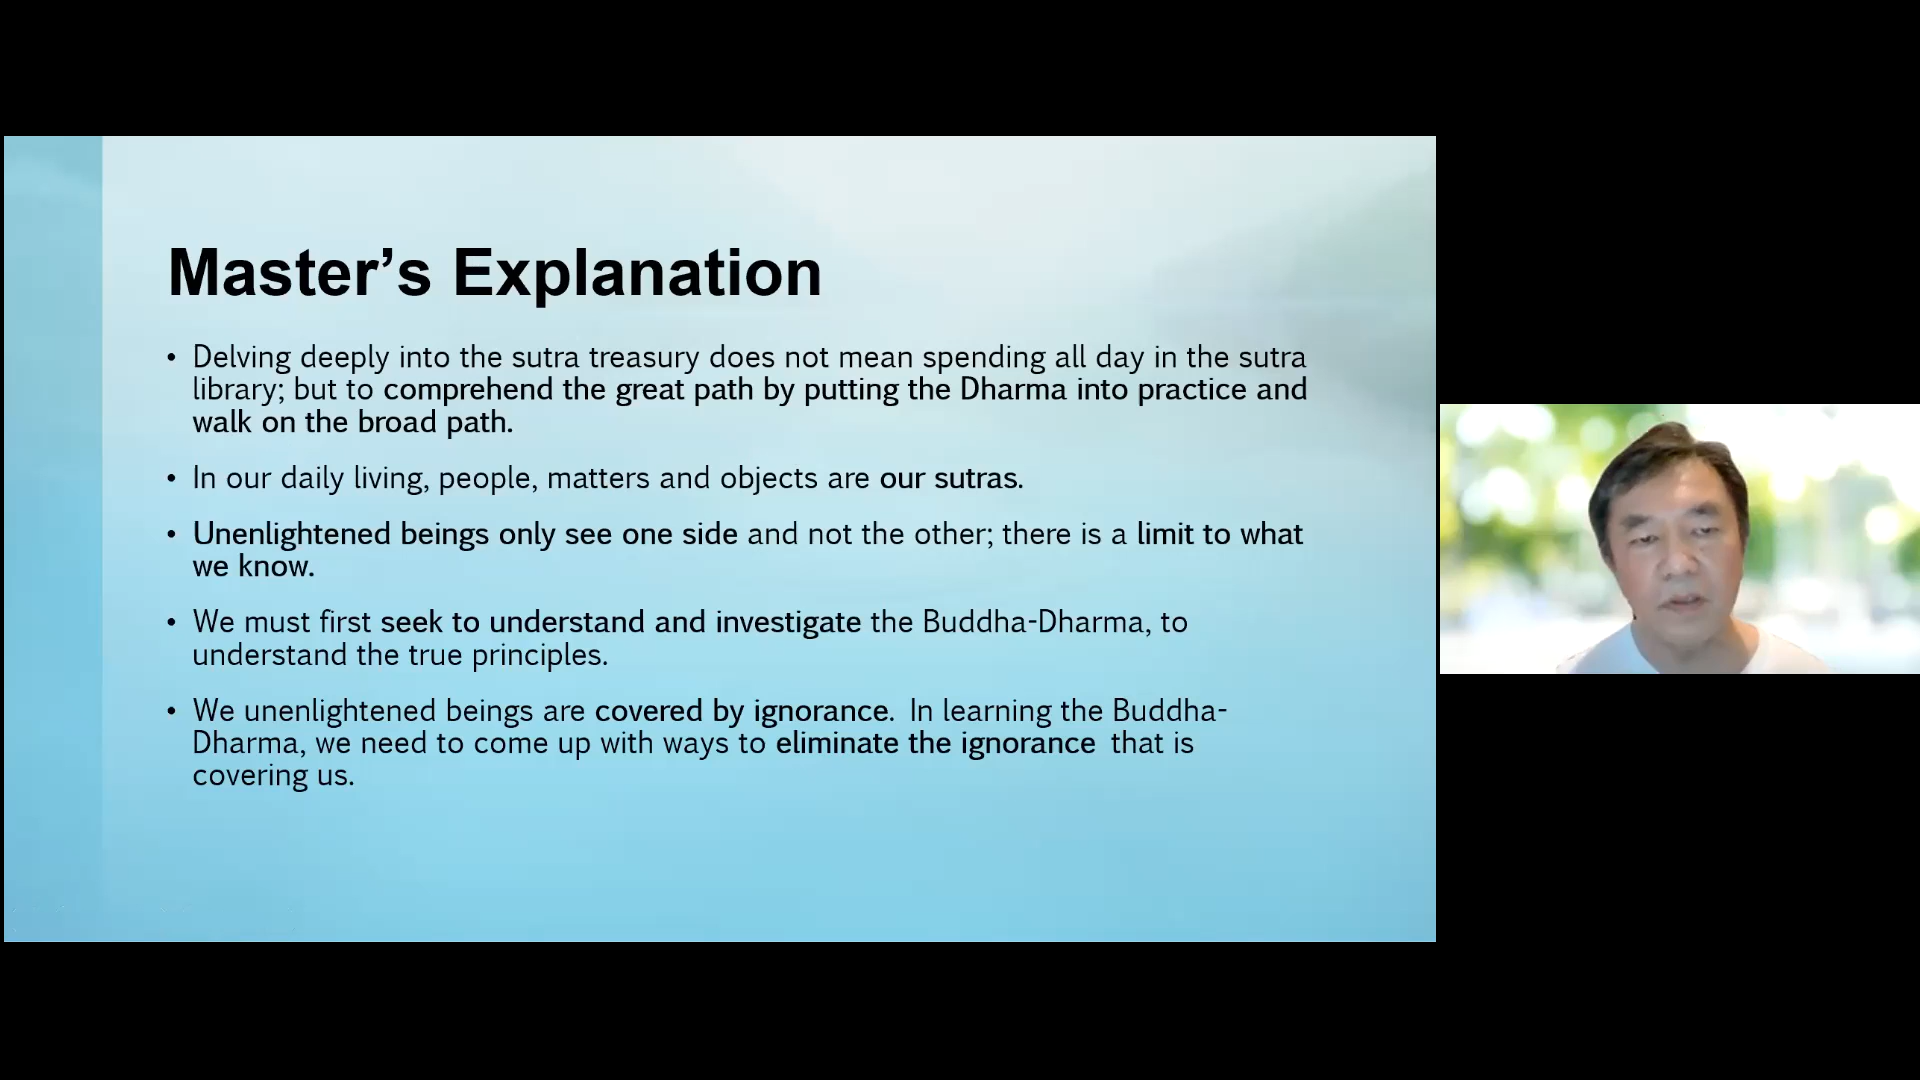 Master’s Explanation
• Delving deeply into the sutra treasury does not mean spending all day in the sutra
library; but to comprehend the great path by putting the Dharma into practice and
walk on the broad path.
• In our daily living, people, matters and objects are our sutras.
• Unenlightened beings only see one side and not the other; there is a limit to what
we know.
• We must first seek to understand and investigate the Buddha-Dharma, to
understand the true principles.
• We unenlightened beings are covered by ignorance. In learning the Buddha-
Dharma, we need to come up with ways to eliminate the ignorance that is
covering us.